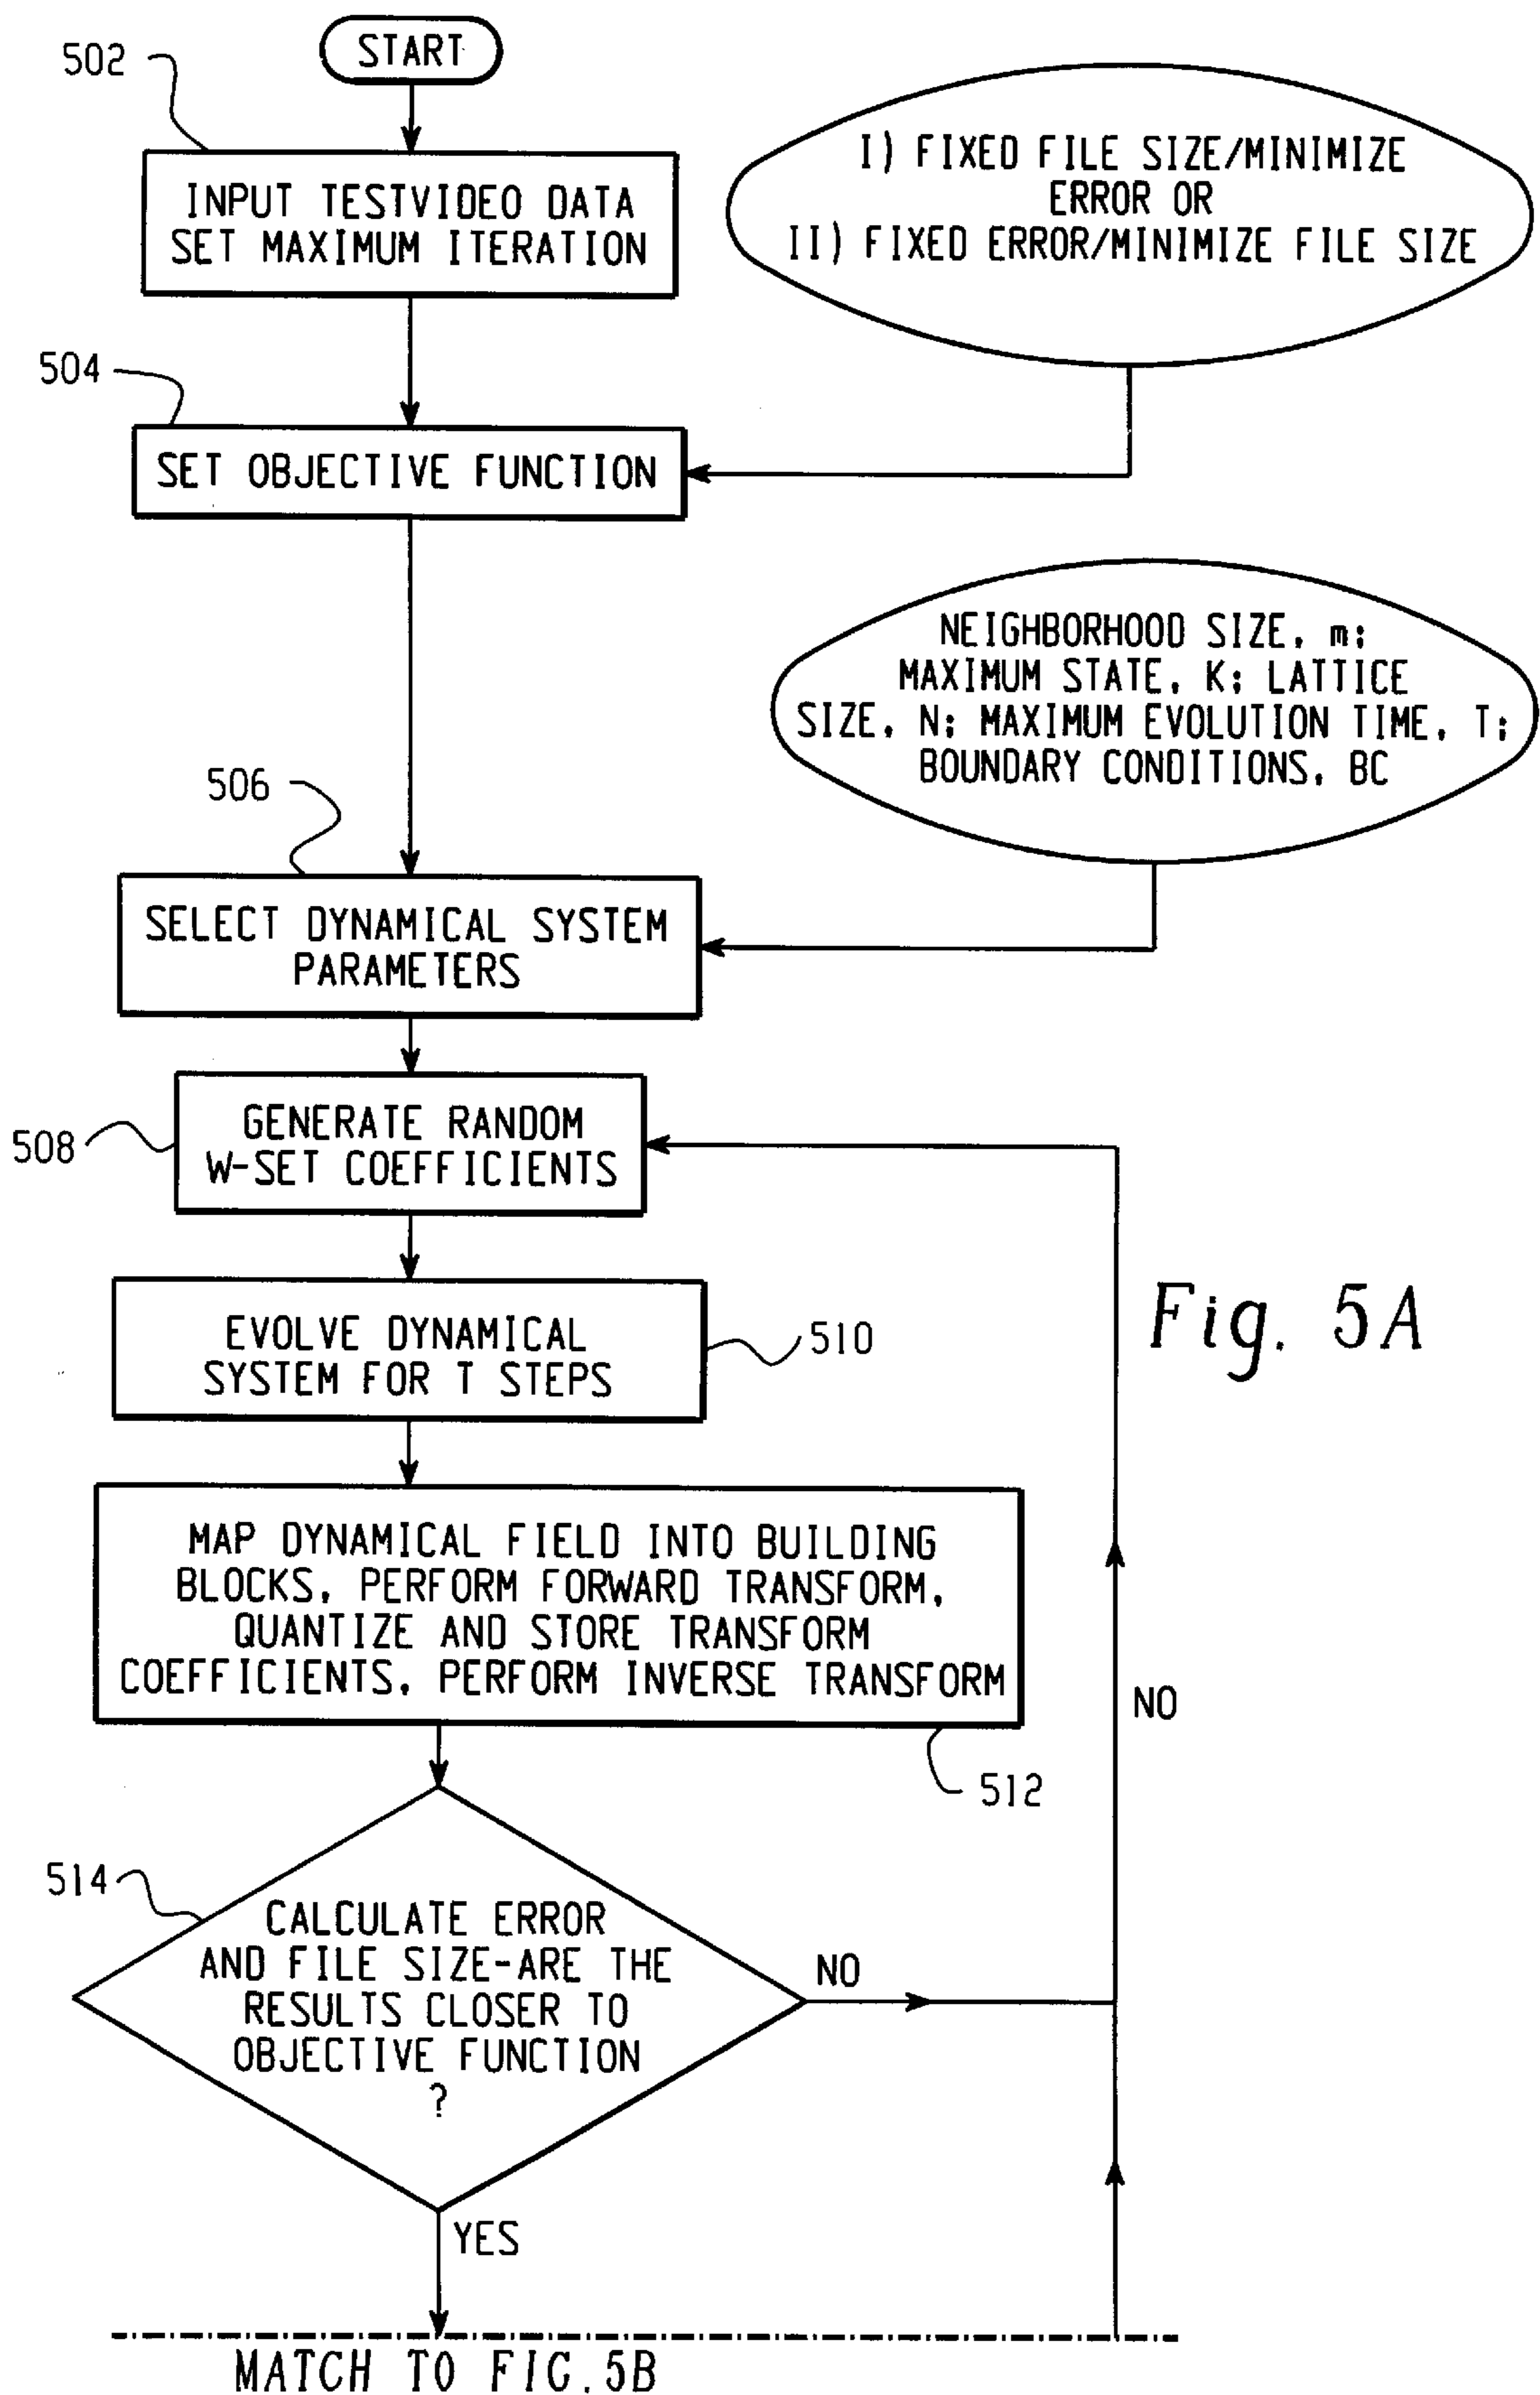 START
502
INPUT TESTVIDEO DATA
SET MAXIMUM ITERATION
I) FIXED FILE SIZE/MINIMIZE
ERROR OR
II) FIXED ERROR/MINIMIZE FILE SIZE
504
SET OBJECTIVE FUNCTION
NEIGHBORHOOD SIZE, m;
MAXIMUM STATE, K; LATTICE
SIZE, N; MAXIMUM EVOLUTION TIME, T;
BOUNDARY CONDITIONS, BC
506
SELECT DYNAMICAL SYSTEM
PARAMETERS
508
GENERATE RANDOM
W-SET COEFFICIENTS
EVOLVE DYNAMICAL
SYSTEM FOR T STEPS
510
Fig. 5A
MAP DYNAMICAL FIELD INTO BUILDING
BLOCKS, PERFORM FORWARD TRANSFORM,
QUANTIZE AND STORE TRANSFORM
COEFFICIENTS, PERFORM INVERSE TRANSFORM
NO
512
514
CALCULATE ERROR
AND FILE SIZE-ARE THE
RESULTS CLOSER TO
OBJECTIVE FUNCTION
?
NO
YES
MATCH TO FIG.5B